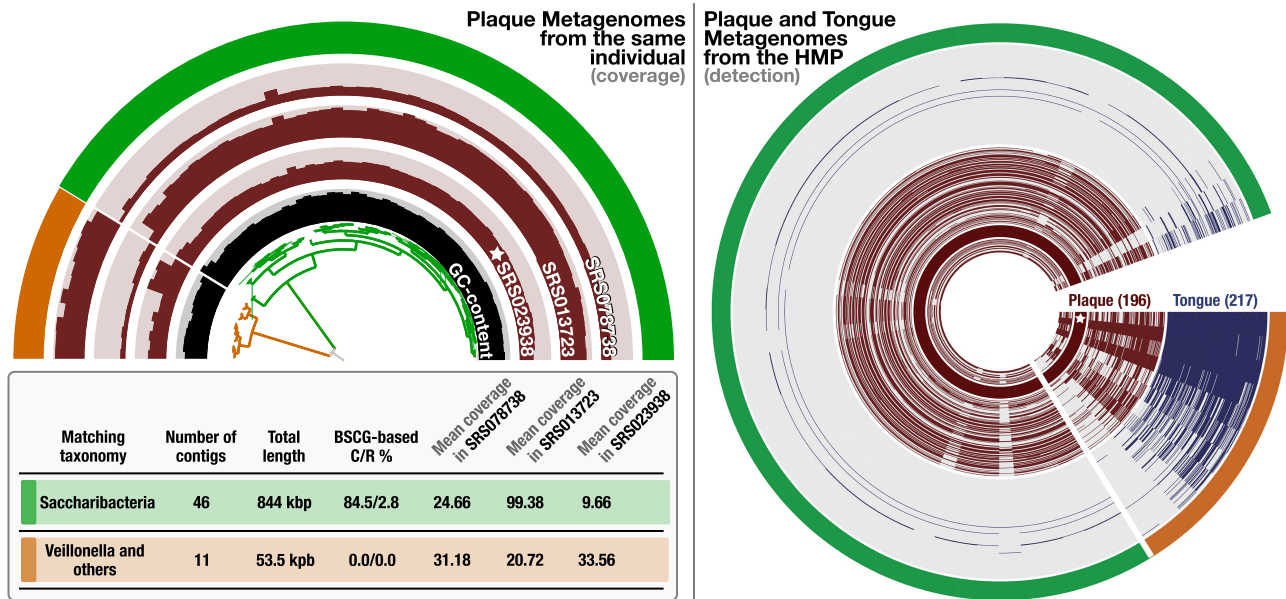 Plaque Metagenomes
from the same
individual
(coverage)
GC-content
SRS023938
SRS013723
SRS078738
Matching
taxonomy
Number of
contigs
Total
length
BSCG-based
C/R %
Mean coverage
in SRS078738
Mean coverage
in SRS013723
Mean coverage
in SRS023938
Saccharibacteria 46 844 kbp 84.5/2.8 24.66 99.38 9.66
Veillonella and
others
11 53.5 kpb 0.0/0.0 31.18 20.72 33.56
Plaque and Tongue
Metagenomes
from the HMP
(detection)
Plaque (196) Tongue (217)